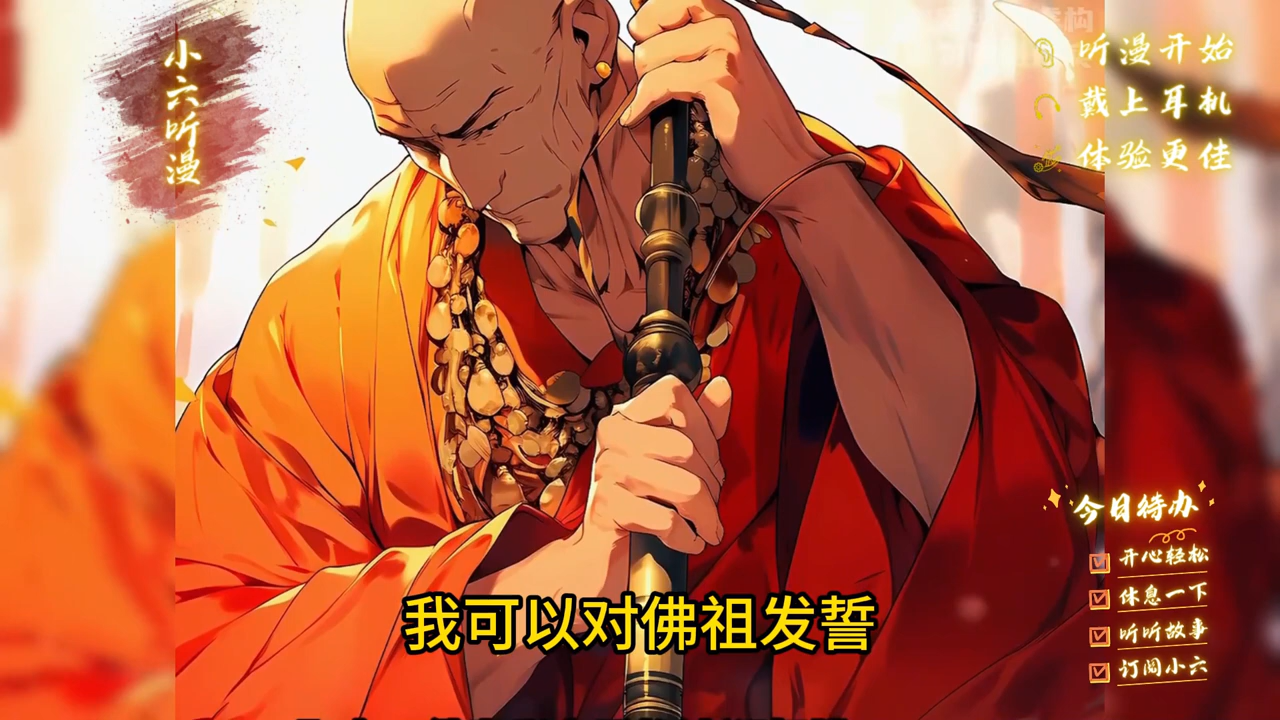 小六听漫
听漫开始
戴上耳机
体验更佳
今日待办
开心轻松
休息一下
听听故事
订阅小六
我可以对佛祖发誓